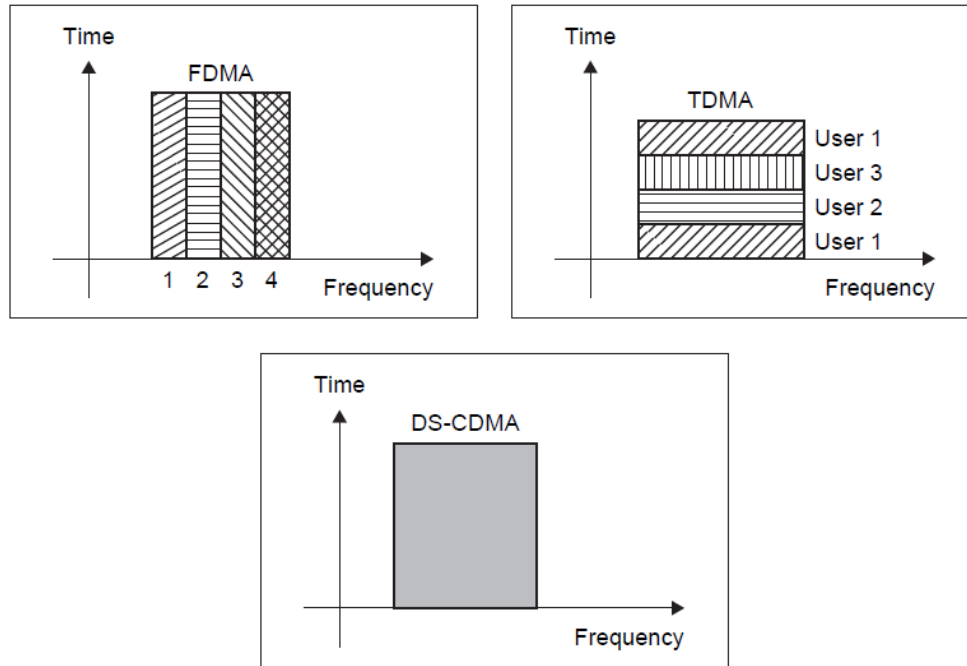 Time
FDMA
1 2 3 4
Frequency
Time
TDMA
User 1
User 3
User 2
User 1
Frequency
Time
DS-CDMA
Frequency